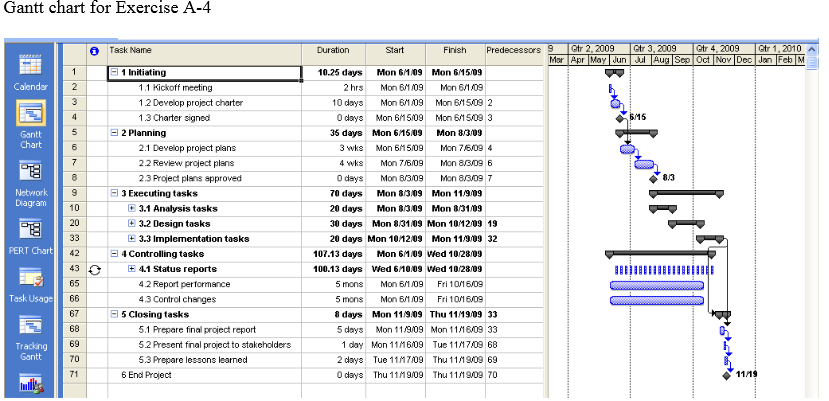 Gantt chart for Exercise A-4
Task Name Duration Start Finish Predecessors 9 Qtr 2, 2009 Qtr 3, 2009 Qtr 4, 2009 Qtr 1, 2010
Mar Apr May Jun Jul Aug Sep Oct Nov Dec Jan Feb M
1 1 Initiating 10.25 days Mon 6/1/09 Mon 6/15/09
2 1.1 Kickoff meeting 2 hrs Mon 6/1/09 Mon 6/1/09
3 1.2 Develop project charter 10 days Mon 6/1/09 Mon 6/15/09 2
4 1.3 Charter signed 0 days Mon 6/15/09 Mon 6/15/09 3 6/15
5 2 Planning 35 days Mon 6/15/09 Mon 8/3/09
6 2.1 Develop project plans 3 wks Mon 6/15/09 Mon 7/6/09 4
7 2.2 Review project plans 4 wks Mon 7/6/09 Mon 8/3/09 6
8 2.3 Project plans approved 0 days Mon 8/3/09 Mon 8/3/09 7 8/3
9 3 Executing tasks 70 days Mon 8/3/09 Mon 11/9/09
10 3.1 Analysis tasks 20 days Mon 8/3/09 Mon 8/31/09
20 3.2 Design tasks 30 days Mon 8/31/09 Mon 10/12/09 19
33 3.3 Implementation tasks 20 days Mon 10/12/09 Mon 11/9/09 32
42 4 Controlling tasks 107.13 days Mon 6/1/09 Wed 10/28/09
43 4.1 Status reports 100.13 days Wed 6/10/09 Wed 10/28/09
65 4.2 Report performance 5 mons Mon 6/1/09 Fri 10/16/09
66 4.3 Control changes 5 mons Mon 6/1/09 Fri 10/16/09
67 5 Closing tasks 8 days Mon 11/9/09 Thu 11/19/09 33
68 5.1 Prepare final project report 5 days Mon 11/9/09 Mon 11/16/09 33
69 5.2 Present final project to stakeholders 1 day Mon 11/16/09 Tue 11/17/09 68
70 5.3 Prepare lessons learned 2 days Tue 11/17/09 Thu 11/19/09 69
71 6 End Project 0 days Thu 11/19/09 Thu 11/19/09 70 11/19
Calendar
Gantt
Chart
Network
Diagram
PERT Chart
Task Usage
Tracking
Gantt